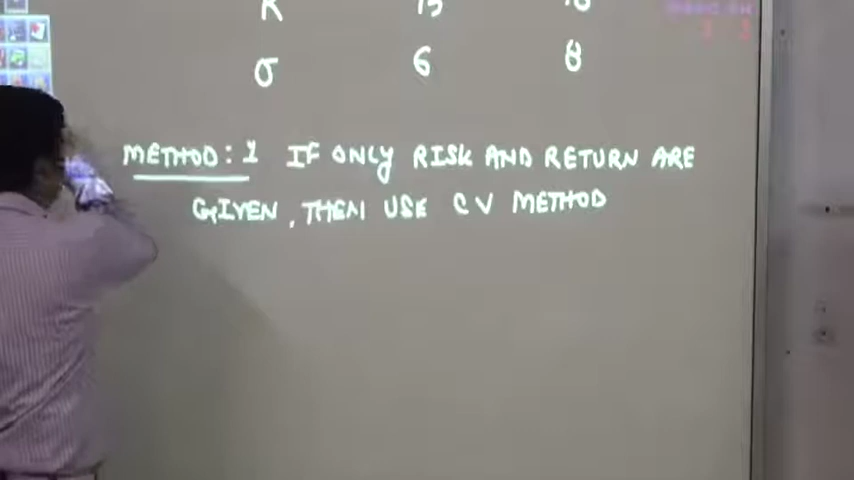 R 15
σ 6 8
METHOD: 1 IF ONLY RISK AND RETURN ARE
GIVEN, THEN USE CV METHOD